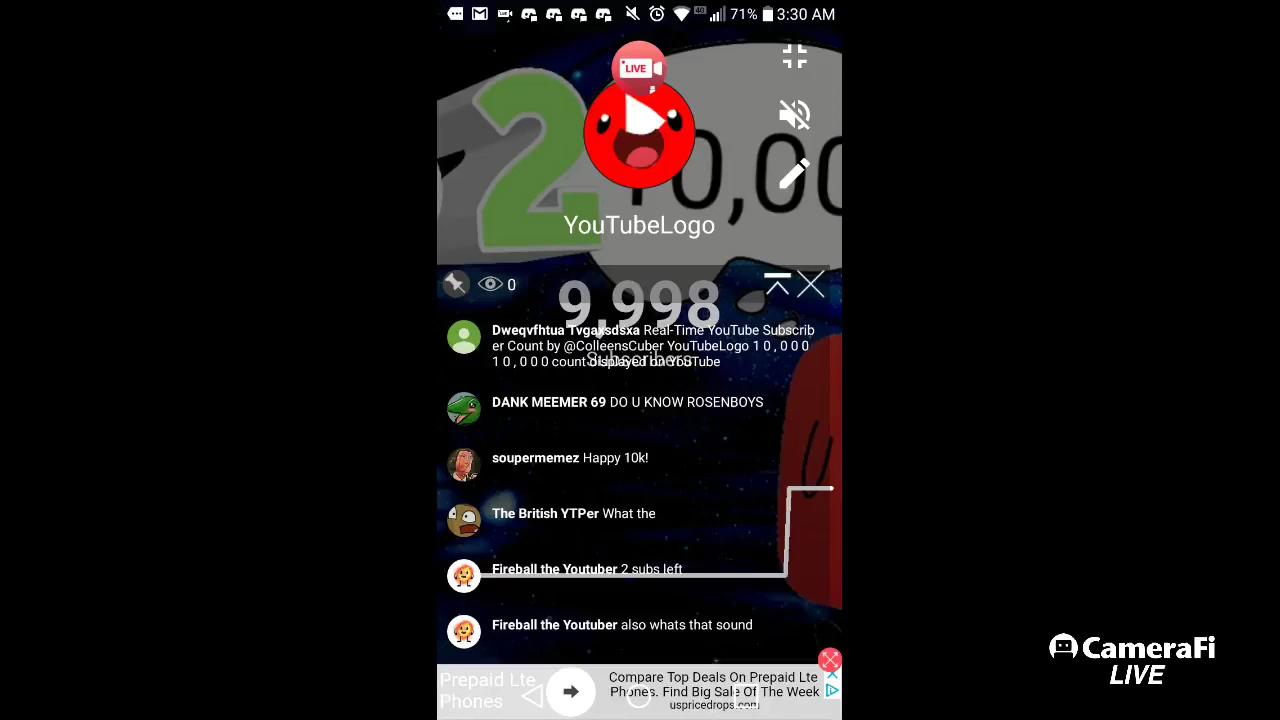 71% 3:30 AM
LIVE
2
10,00
YouTubeLogo
0
9,998
Subscribers
Dweqvfhtua Tvgaxsdsxa Real-Time YouTube Subscrib
er Count by @ColleensCuber YouTubeLogo 1 0 , 0 0 0
1 0 , 0 0 0 count displayed on YouTube
DANK MEEMER 69 DO U KNOW ROSENBOYS
soupermemez Happy 10k!
The British YTPer What the
Fireball the Youtuber 2 subs left
Fireball the Youtuber also whats that sound
CameraFi
LIVE
Prepaid Lte
Phones
Compare Top Deals On Prepaid Lte
Phones. Find Big Sale Of The Week
uspricedrops.com